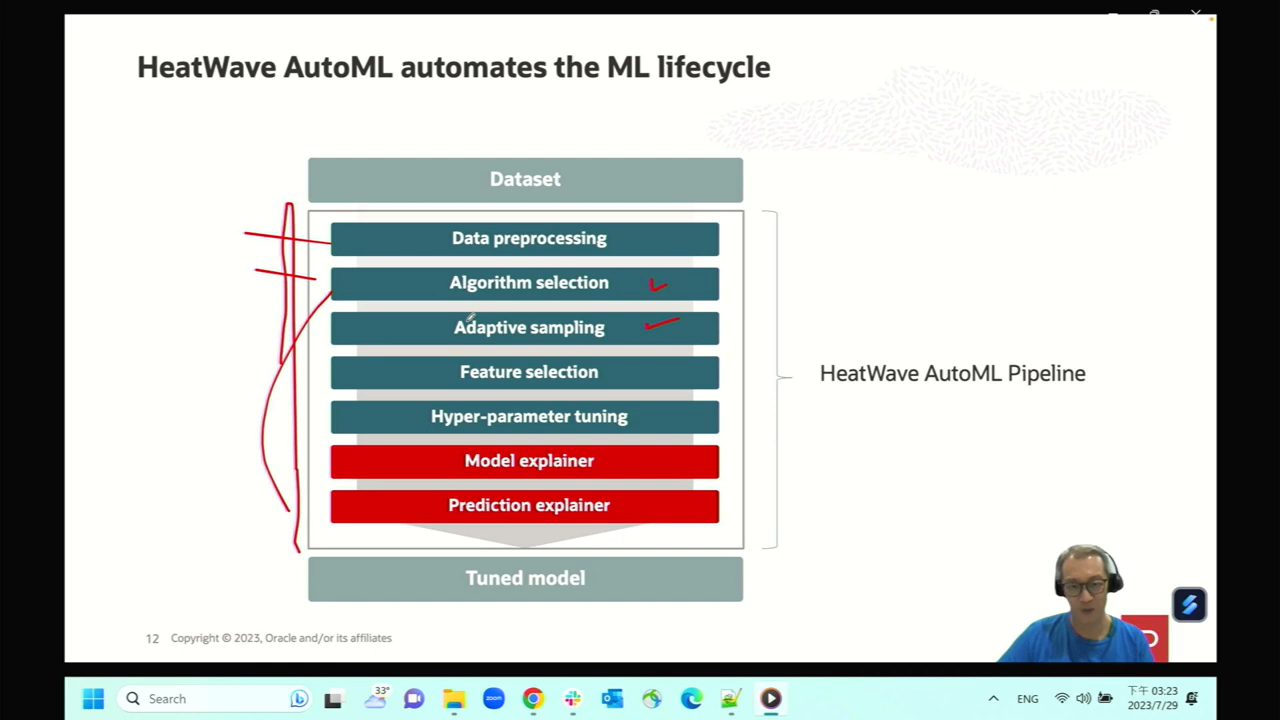 HeatWave AutoML automates the ML lifecycle
Dataset
Data preprocessing
Algorithm selection
Adaptive sampling
Feature selection
Hyper-parameter tuning
Model explainer
Prediction explainer
Tuned model
HeatWave AutoML Pipeline
12 Copyright © 2023, Oracle and/or its affiliates
Search
33°
zoom
ENG
下午 03:23
2023/7/29